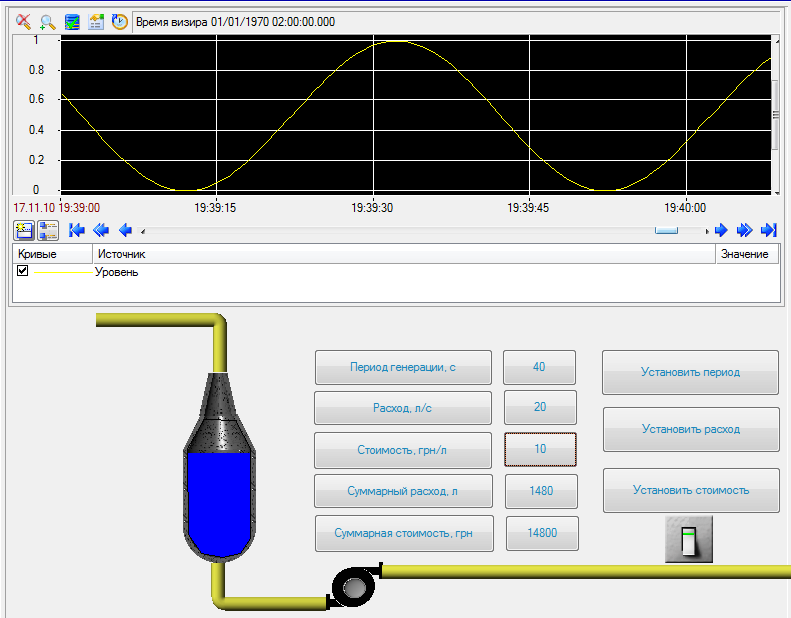 Время визира 01/01/1970 02:00:00.000
1
0.8
0.6
0.4
0.2
0
17.11.10 19:39:00 19:39:15 19:39:30 19:39:45 19:40:00
Кривые Источник Значение
Уровень
Период генерации, с 40 Установить период
Расход, л/с 20
Установить расход
Стоимость, грн/л 10
Суммарный расход, л 1480 Установить стоимость
Суммарная стоимость, грн 14800